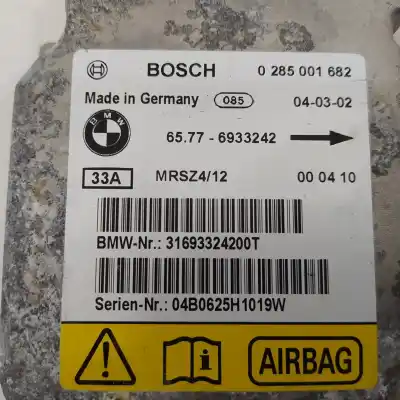 BOSCH 0 285 001 682
Made in Germany 085 04-03-02
BMW 65.77 - 6933242
33A MRSZ4/12 00 04 10
BMW-Nr.: 31693324200T
Serien-Nr.: 04B0625H1019W
AIRBAG